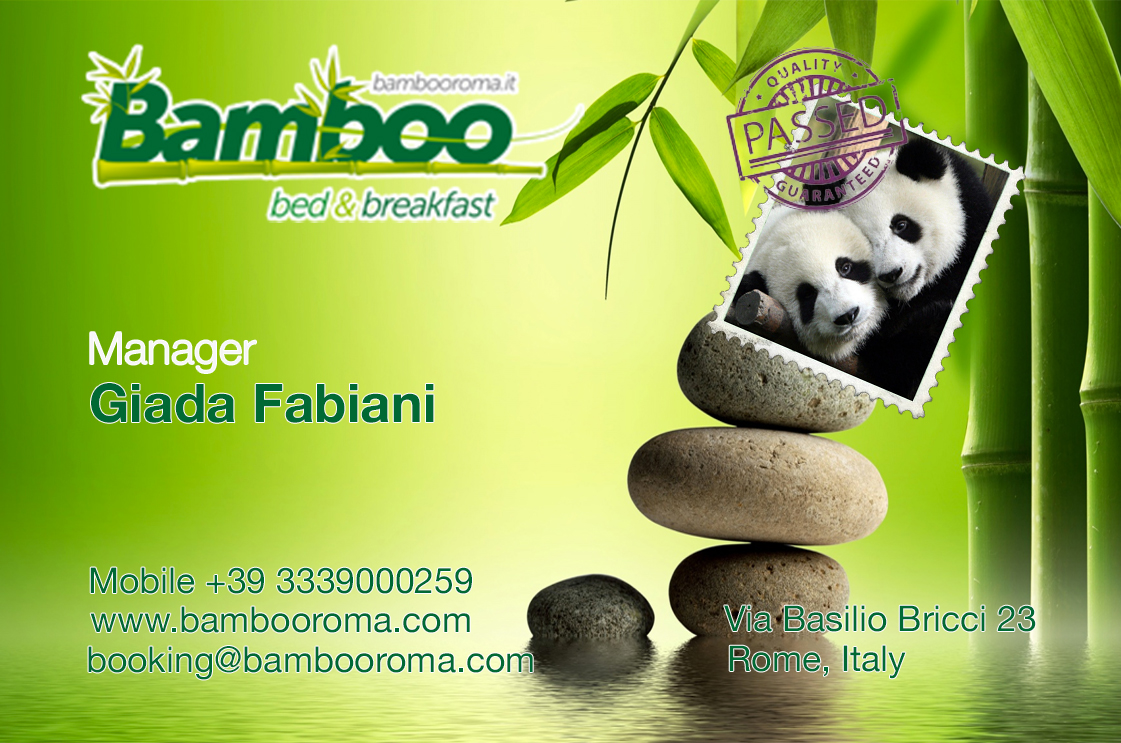 bambooroma.it
Bamboo
bed & breakfast
QUALITY
PASSED
GUARANTEED
Manager
Giada Fabiani
Mobile +39 3339000259
www.bambooroma.com
booking@bambooroma.com
Via Basilio Bricci 23
Rome, Italy